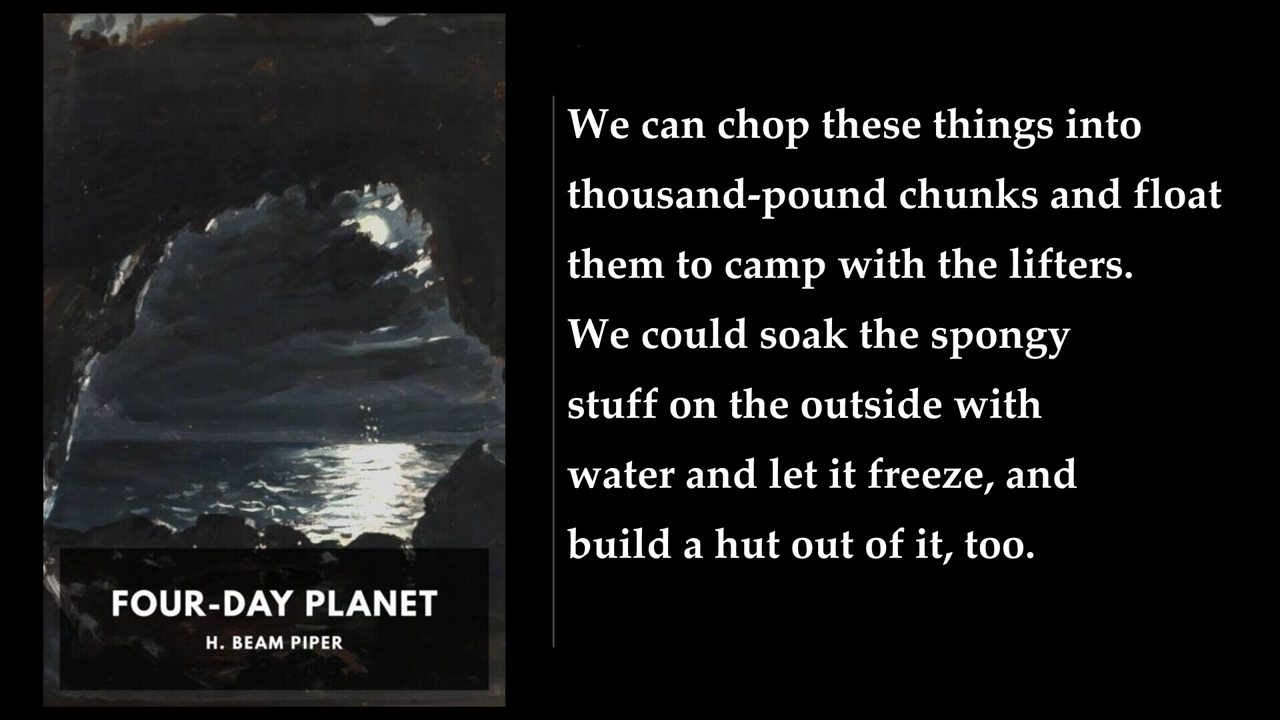 FOUR-DAY PLANET
H. BEAM PIPER
We can chop these things into
thousand-pound chunks and float
them to camp with the lifters.
We could soak the spongy
stuff on the outside with
water and let it freeze, and
build a hut out of it, too.